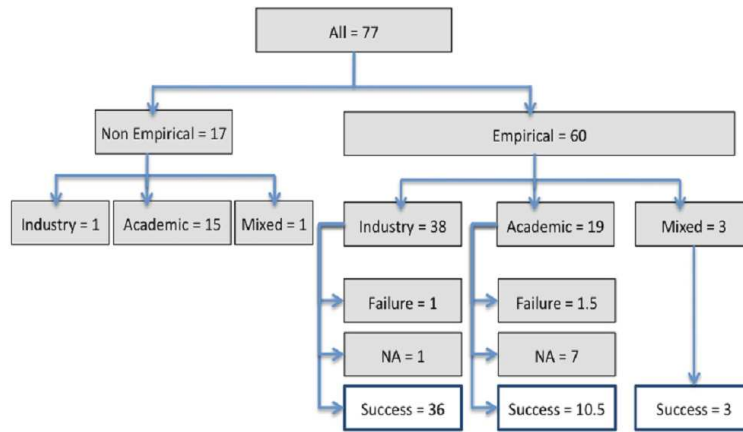 All = 77
Non Empirical = 17
Empirical = 60
Industry = 1
Academic = 15
Mixed = 1
Industry = 38
Academic = 19
Mixed = 3
Failure = 1
Failure = 1.5
NA = 1
NA = 7
Success = 36
Success = 10.5
Success = 3